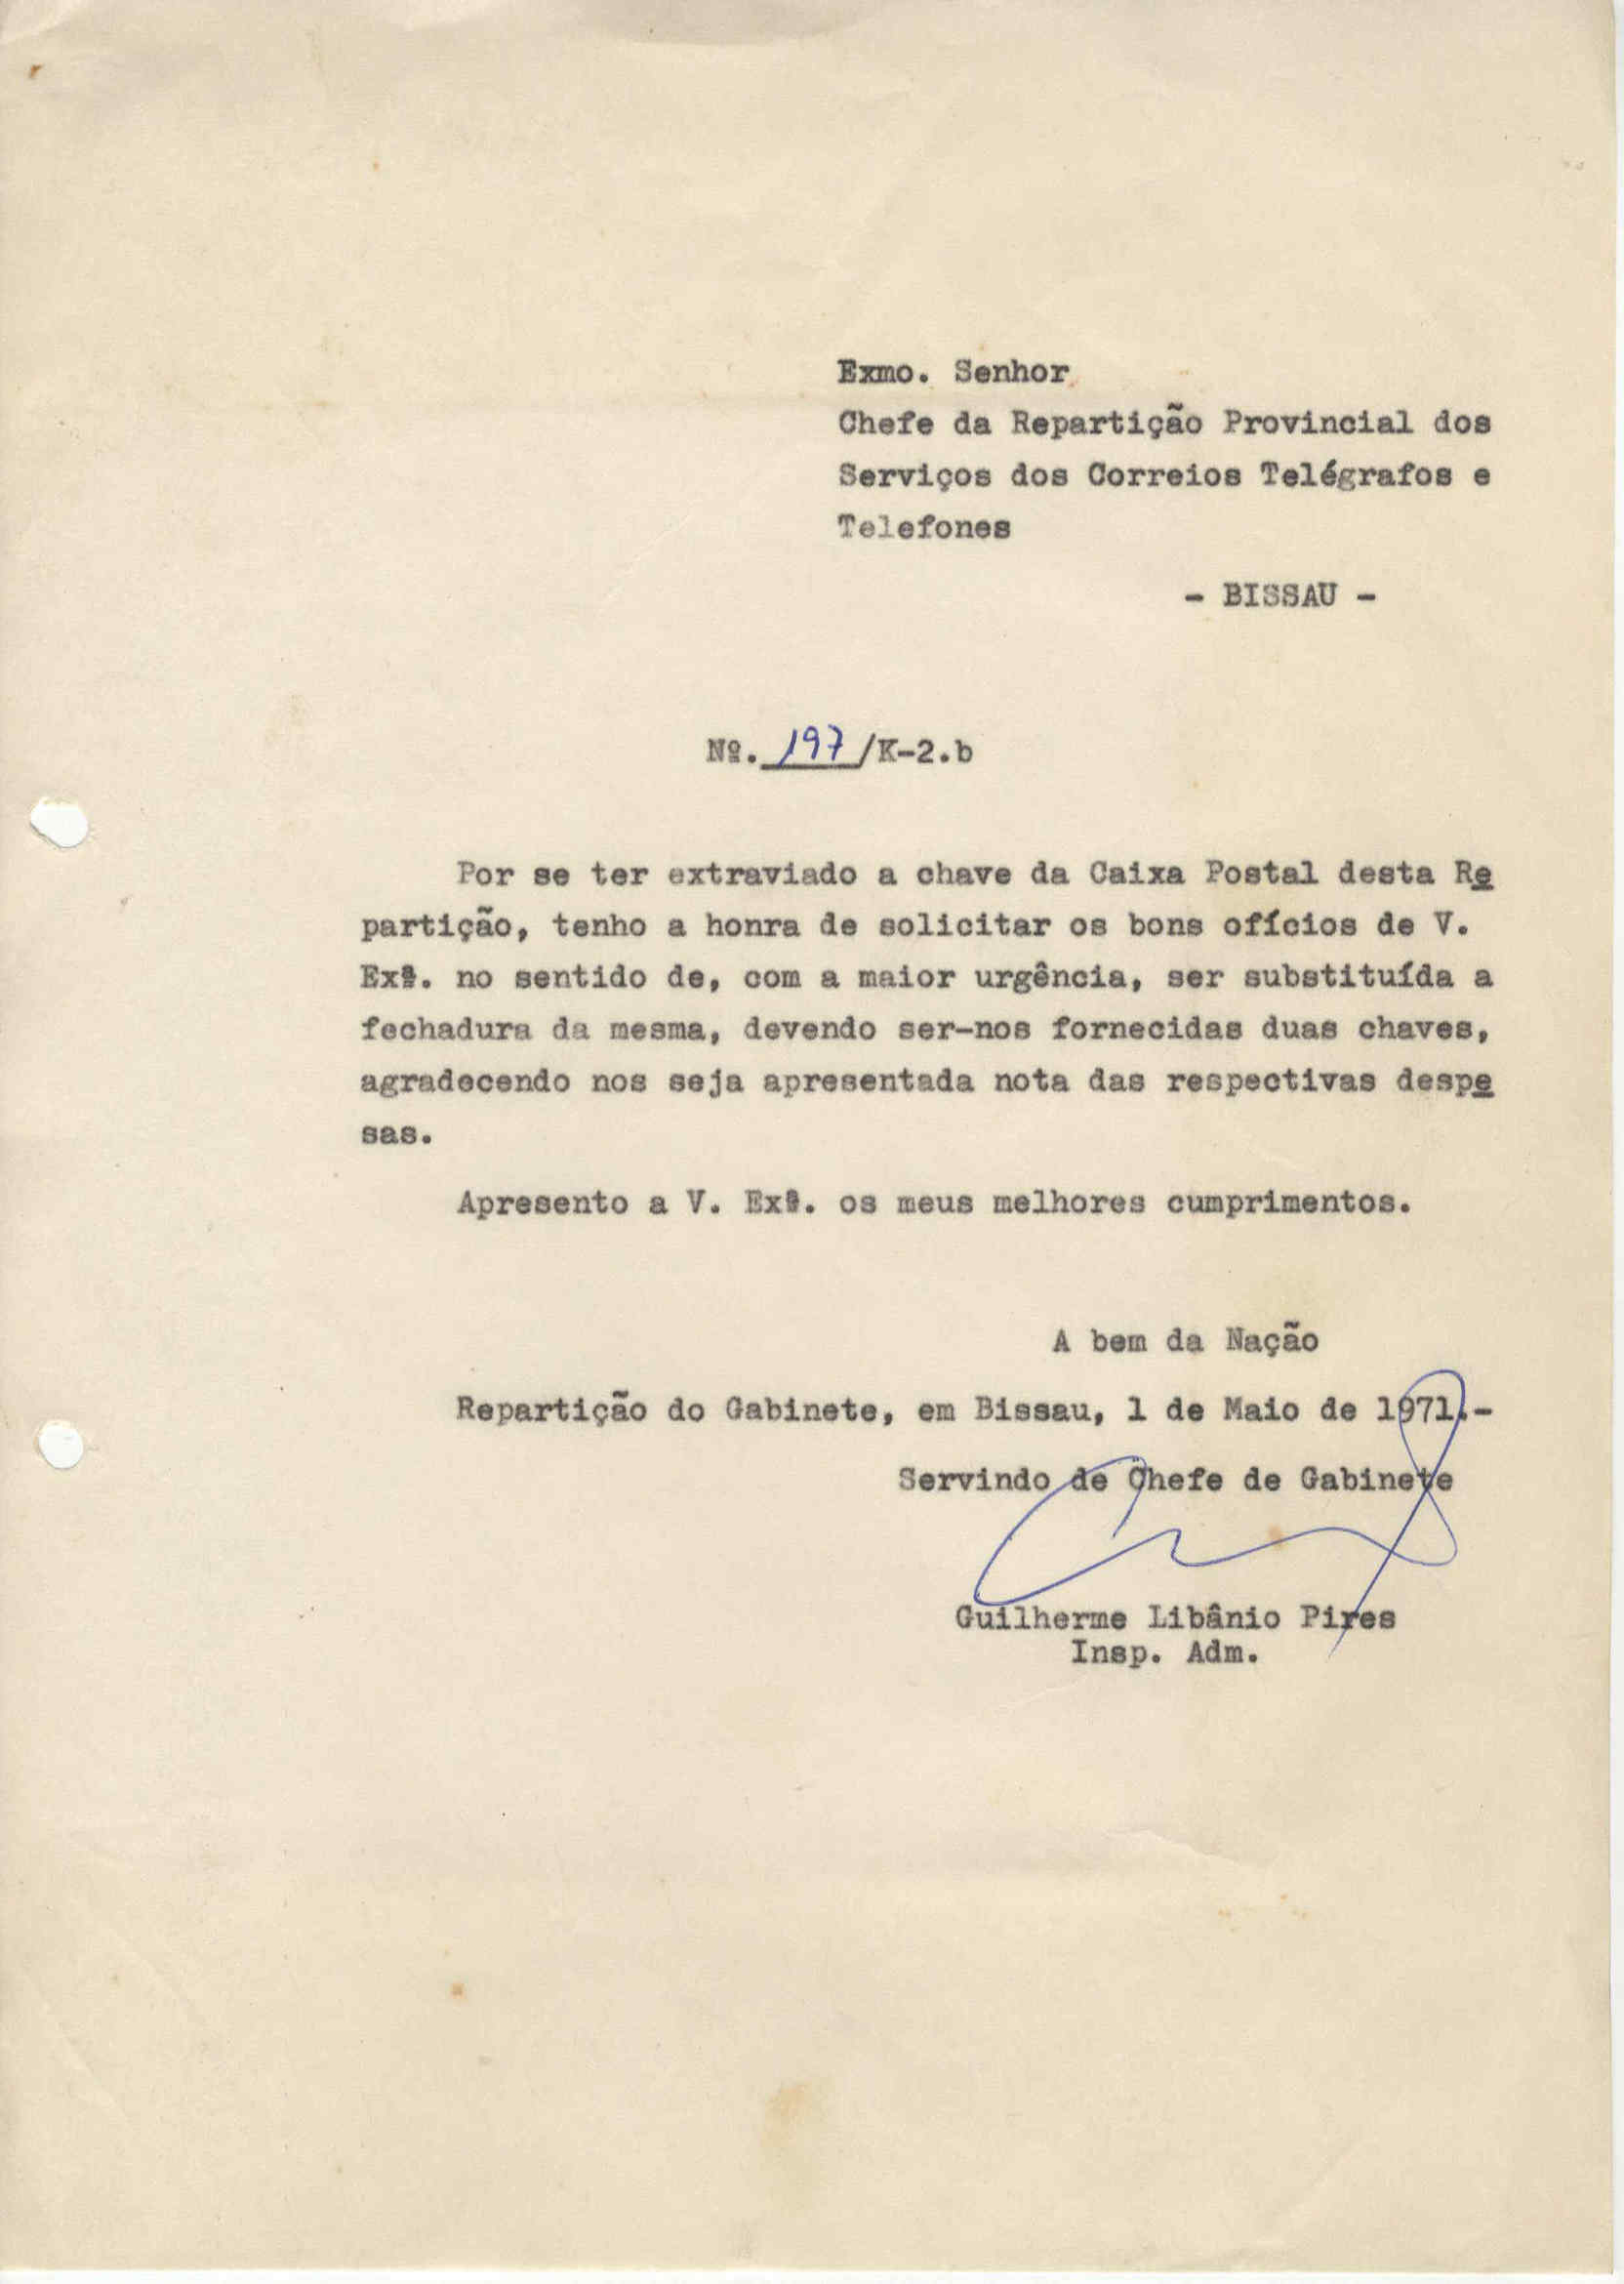 Exmo. Senhor
Chefe da Repartição Provincial dos
Serviços dos Correios Telégrafos e
Telefones
- BISSAU -
Nº. 197/K-2.b
Por se ter extraviado a chave da Caixa Postal desta Re
partição, tenho a honra de solicitar os bons ofícios de V.
Exª. no sentido de, com a maior urgência, ser substituída a
fechadura da mesma, devendo ser-nos fornecidas duas chaves,
agradecendo nos seja apresentada nota das respectivas despe
sas.
Apresento a V. Exª. os meus melhores cumprimentos.
A bem da Nação
Repartição do Gabinete, em Bissau, 1 de Maio de 1971.-
Servindo de Chefe de Gabinete
Guilherme Libânio Pires
Insp. Adm.